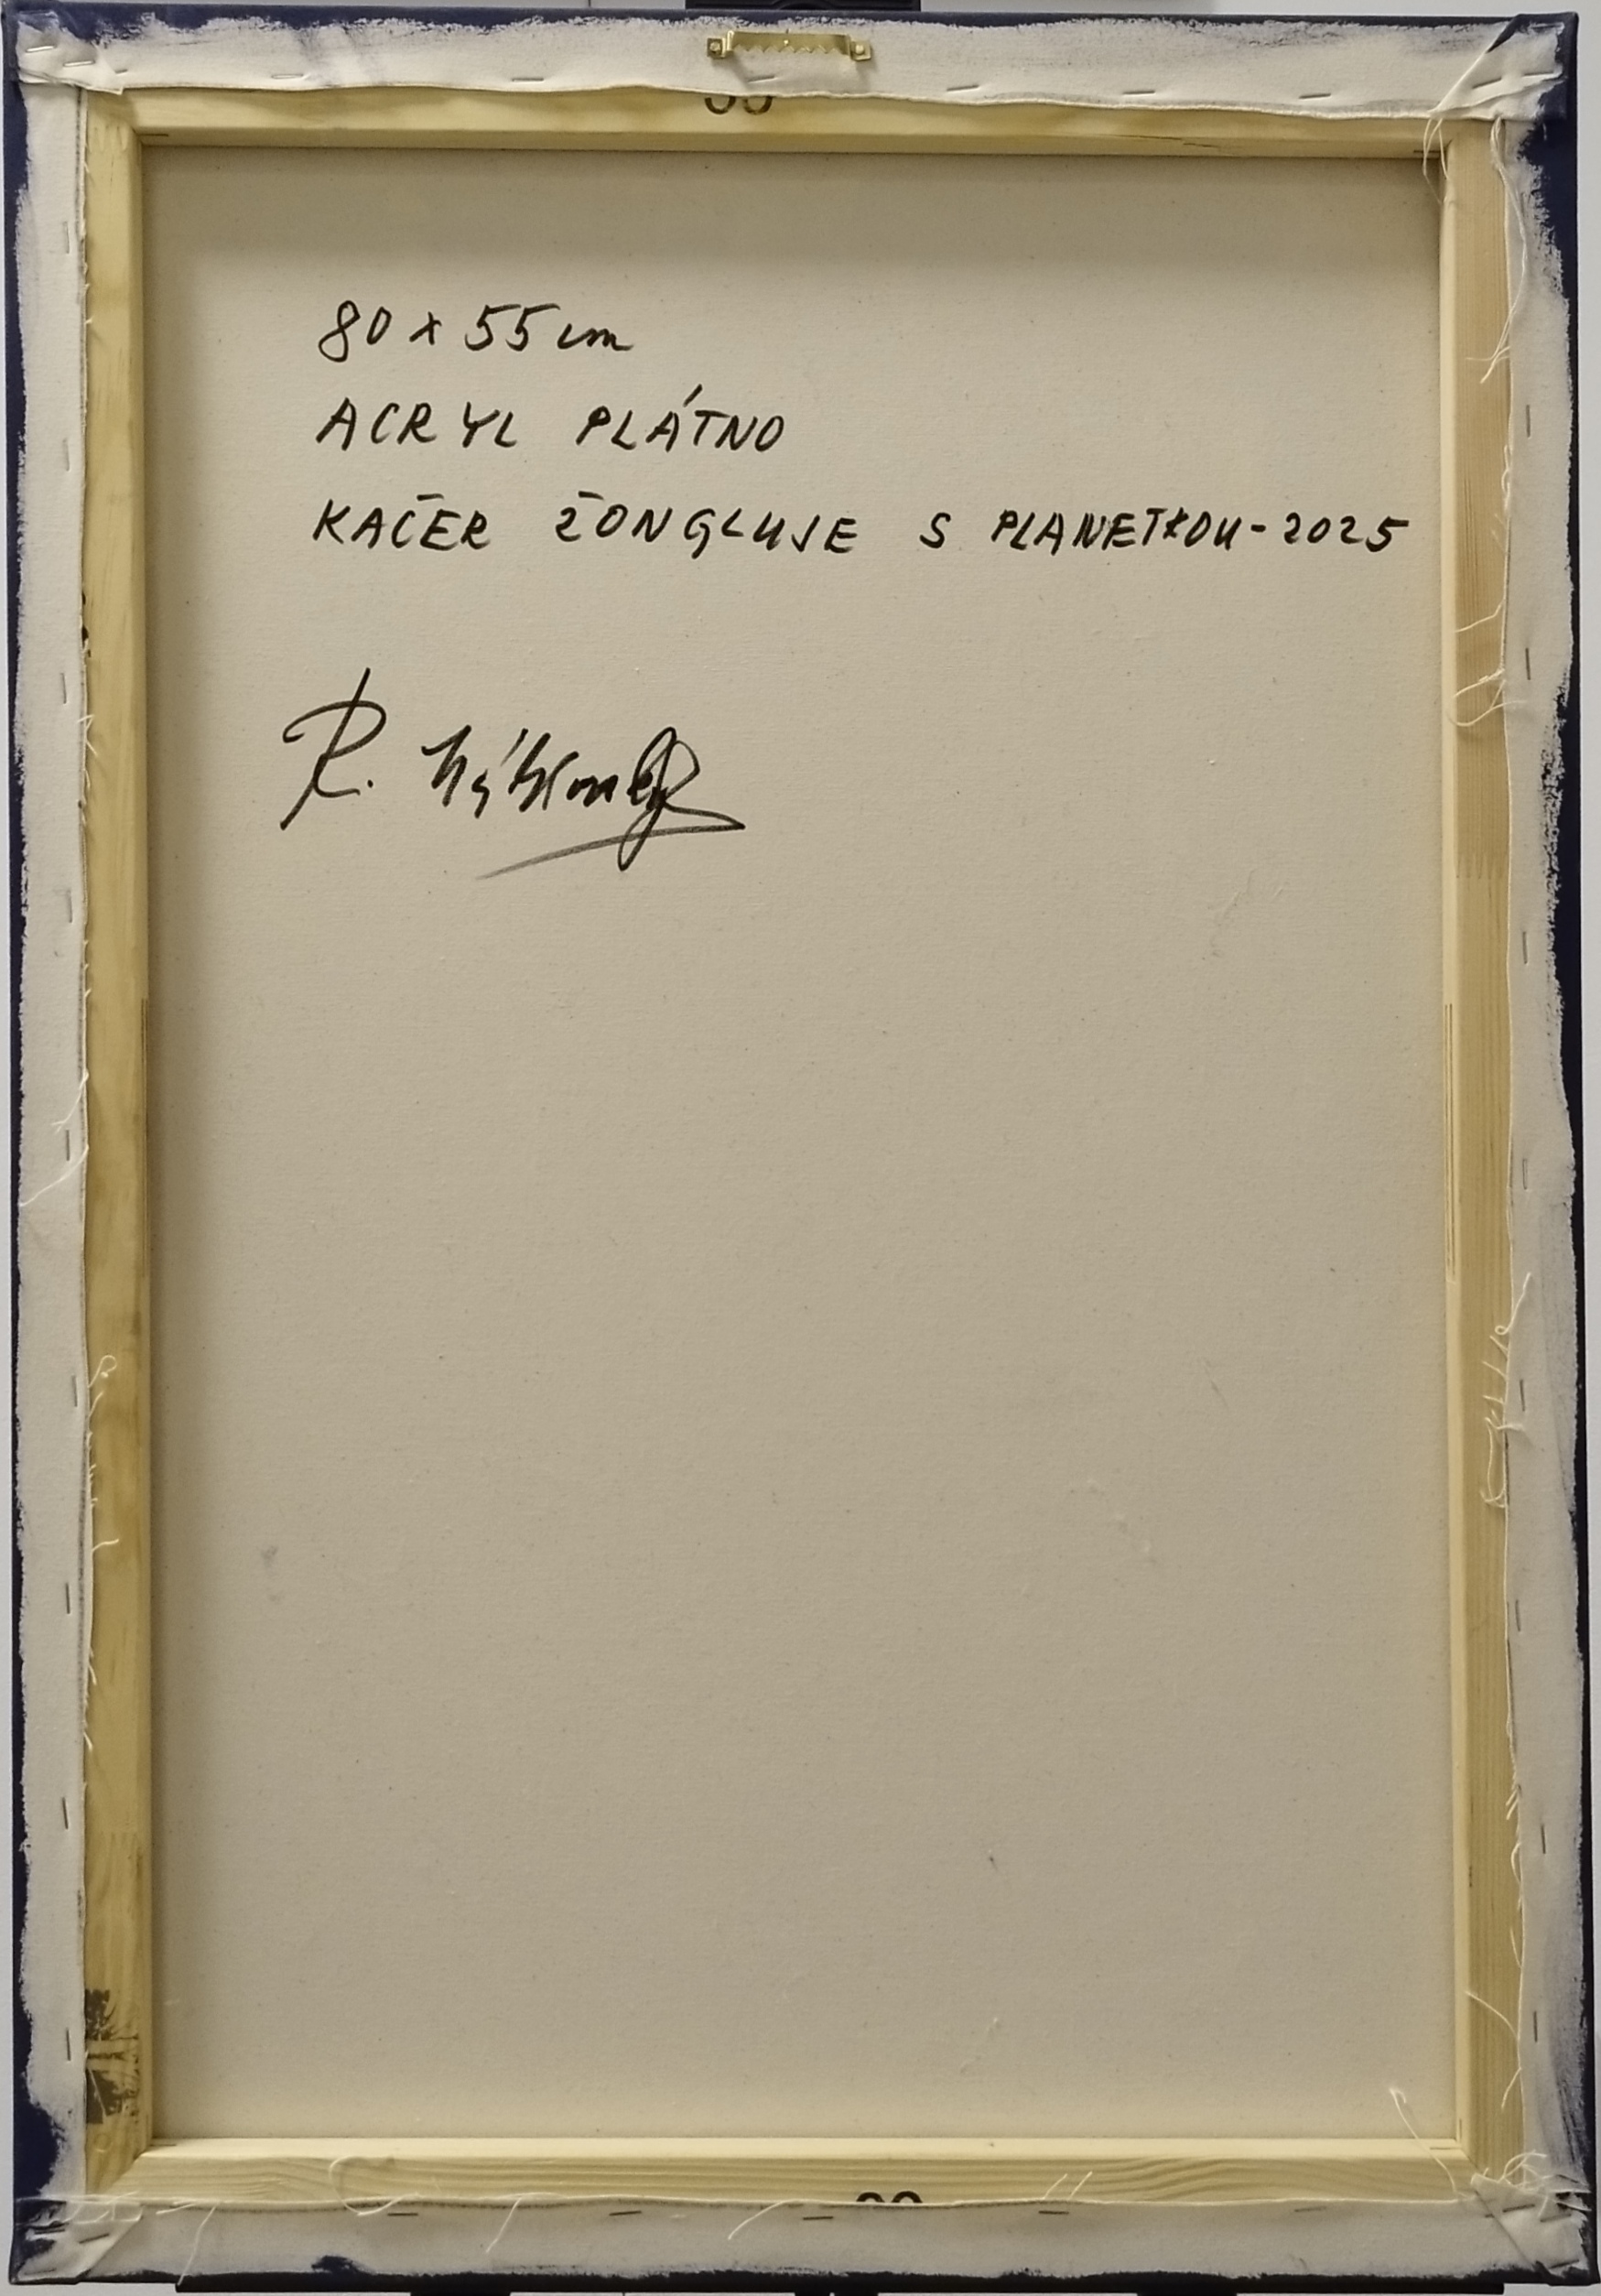 80 x 55 cm
ACRYL PLÁTNO
KAČER ŽONGLUJE S PLANETKOU - 2025
R.